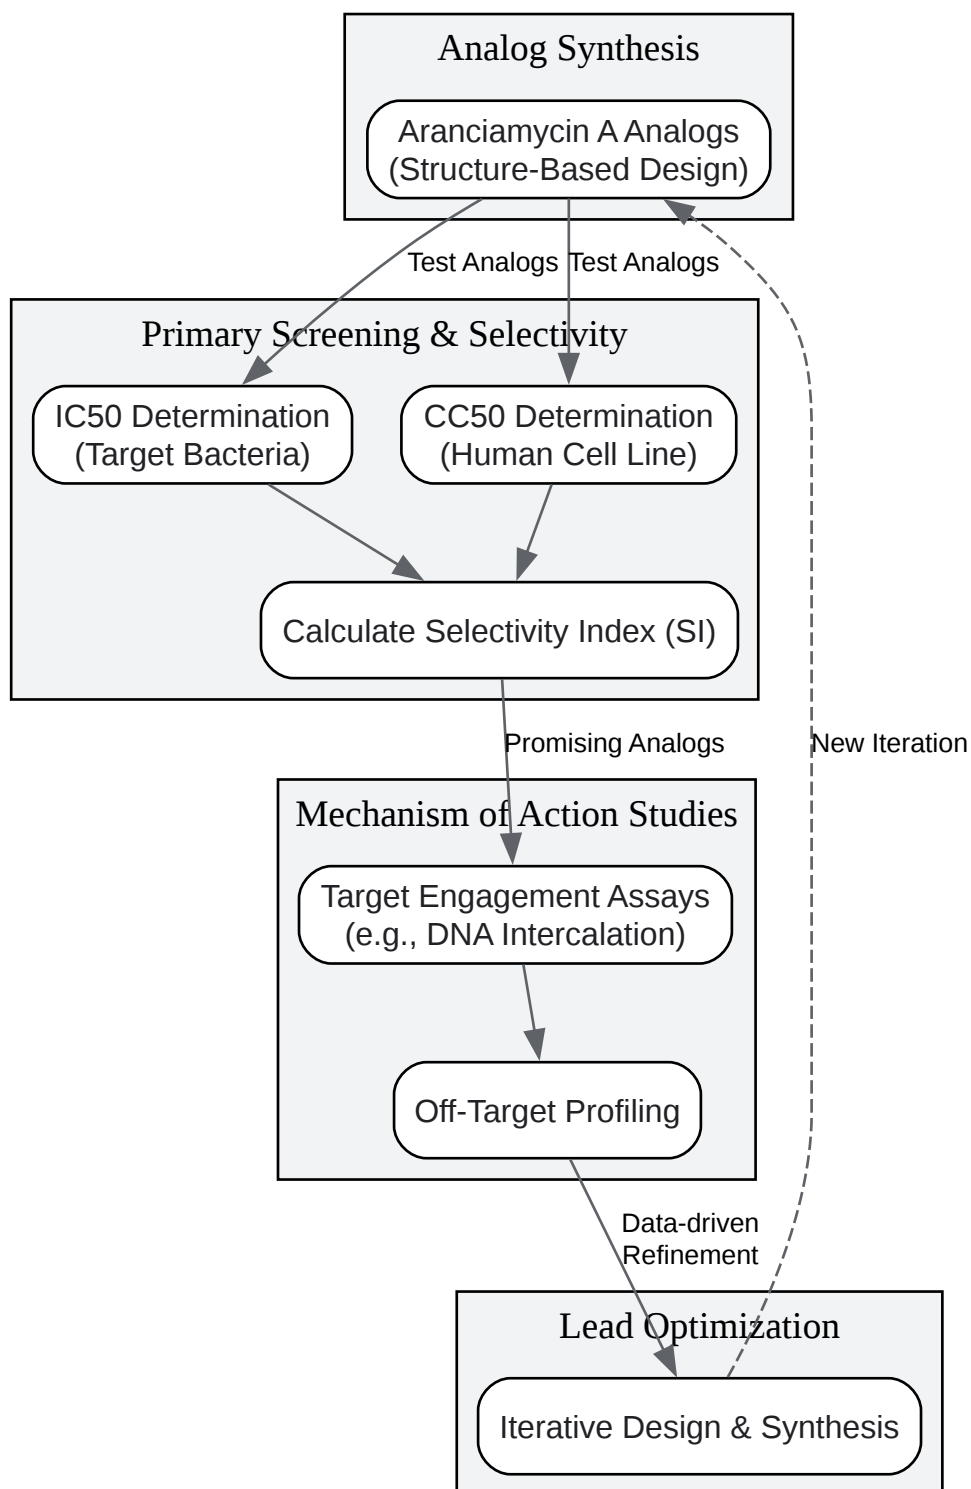 Analog Synthesis
Aranciamycin A Analogs
(Structure-Based Design)
Test Analogs
Test Analogs
Primary Screening & Selectivity
IC50 Determination
(Target Bacteria)
CC50 Determination
(Human Cell Line)
Calculate Selectivity Index (SI)
Promising Analogs
New Iteration
Mechanism of Action Studies
Target Engagement Assays
(e.g., DNA Intercalation)
Off-Target Profiling
Data-driven
Refinement
Lead Optimization
Iterative Design & Synthesis